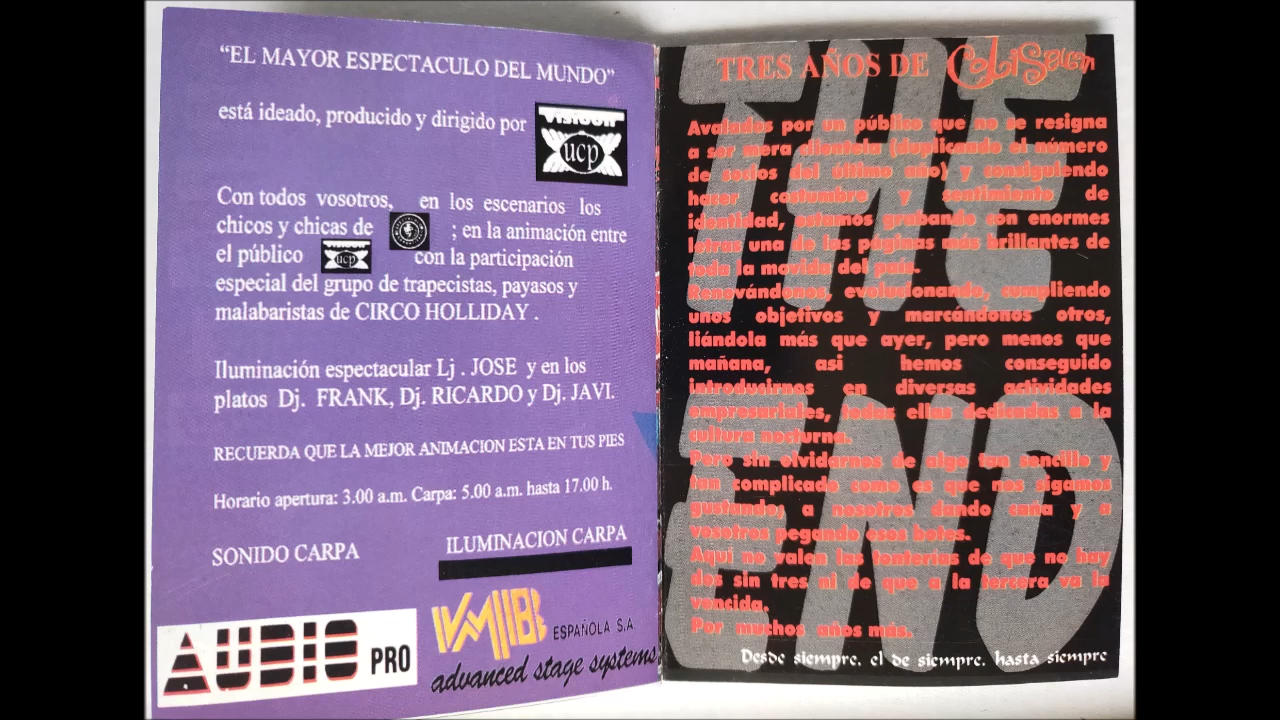 “EL MAYOR ESPECTACULO DEL MUNDO”
está ideado, producido y dirigido por
VISIOON
ucp
Con todos vosotros, en los escenarios los
chicos y chicas de ; en la animación entre
el público ucp con la participación
especial del grupo de trapecistas, payasos y
malabaristas de CIRCO HOLLIDAY .
Iluminación espectacular Lj . JOSE y en los
platos Dj. FRANK, Dj. RICARDO y Dj. JAVI.
RECUERDA QUE LA MEJOR ANIMACION ESTA EN TUS PIES
Horario apertura: 3.00 a.m. Carpa: 5.00 a.m. hasta 17.00 h.
SONIDO CARPA ILUMINACION CARPA
AUDIO PRO
VMB ESPAÑOLA S.A.
advanced stage systems
THE END
TRES AÑOS DE Coliseum
Avalados por un público que no se resigna
a ser mera clientela (duplicando el número
de socios del último año) y consiguiendo
hacer costumbre y sentimiento de
identidad, estamos grabando con enormes
letras una de las páginas más brillantes de
toda la movida del país.
Renovándonos, evolucionando, cumpliendo
unos objetivos y marcándonos otros,
liándola más que ayer, pero menos que
mañana, asi hemos conseguido
introducirnos en diversas actividades
empresariales, todas ellas dedicadas a la
cultura nocturna.
Pero sin olvidarnos de algo tan sencillo y
tan complicado como es que nos sigamos
gustando; a nosotros dando caña y a
vosotros pegando esos botes.
Aqui no valen las tonterias de que no hay
dos sin tres ni de que a la tercera va la
vencida.
Por muchos años más.
Desde siempre, el de siempre, hasta siempre